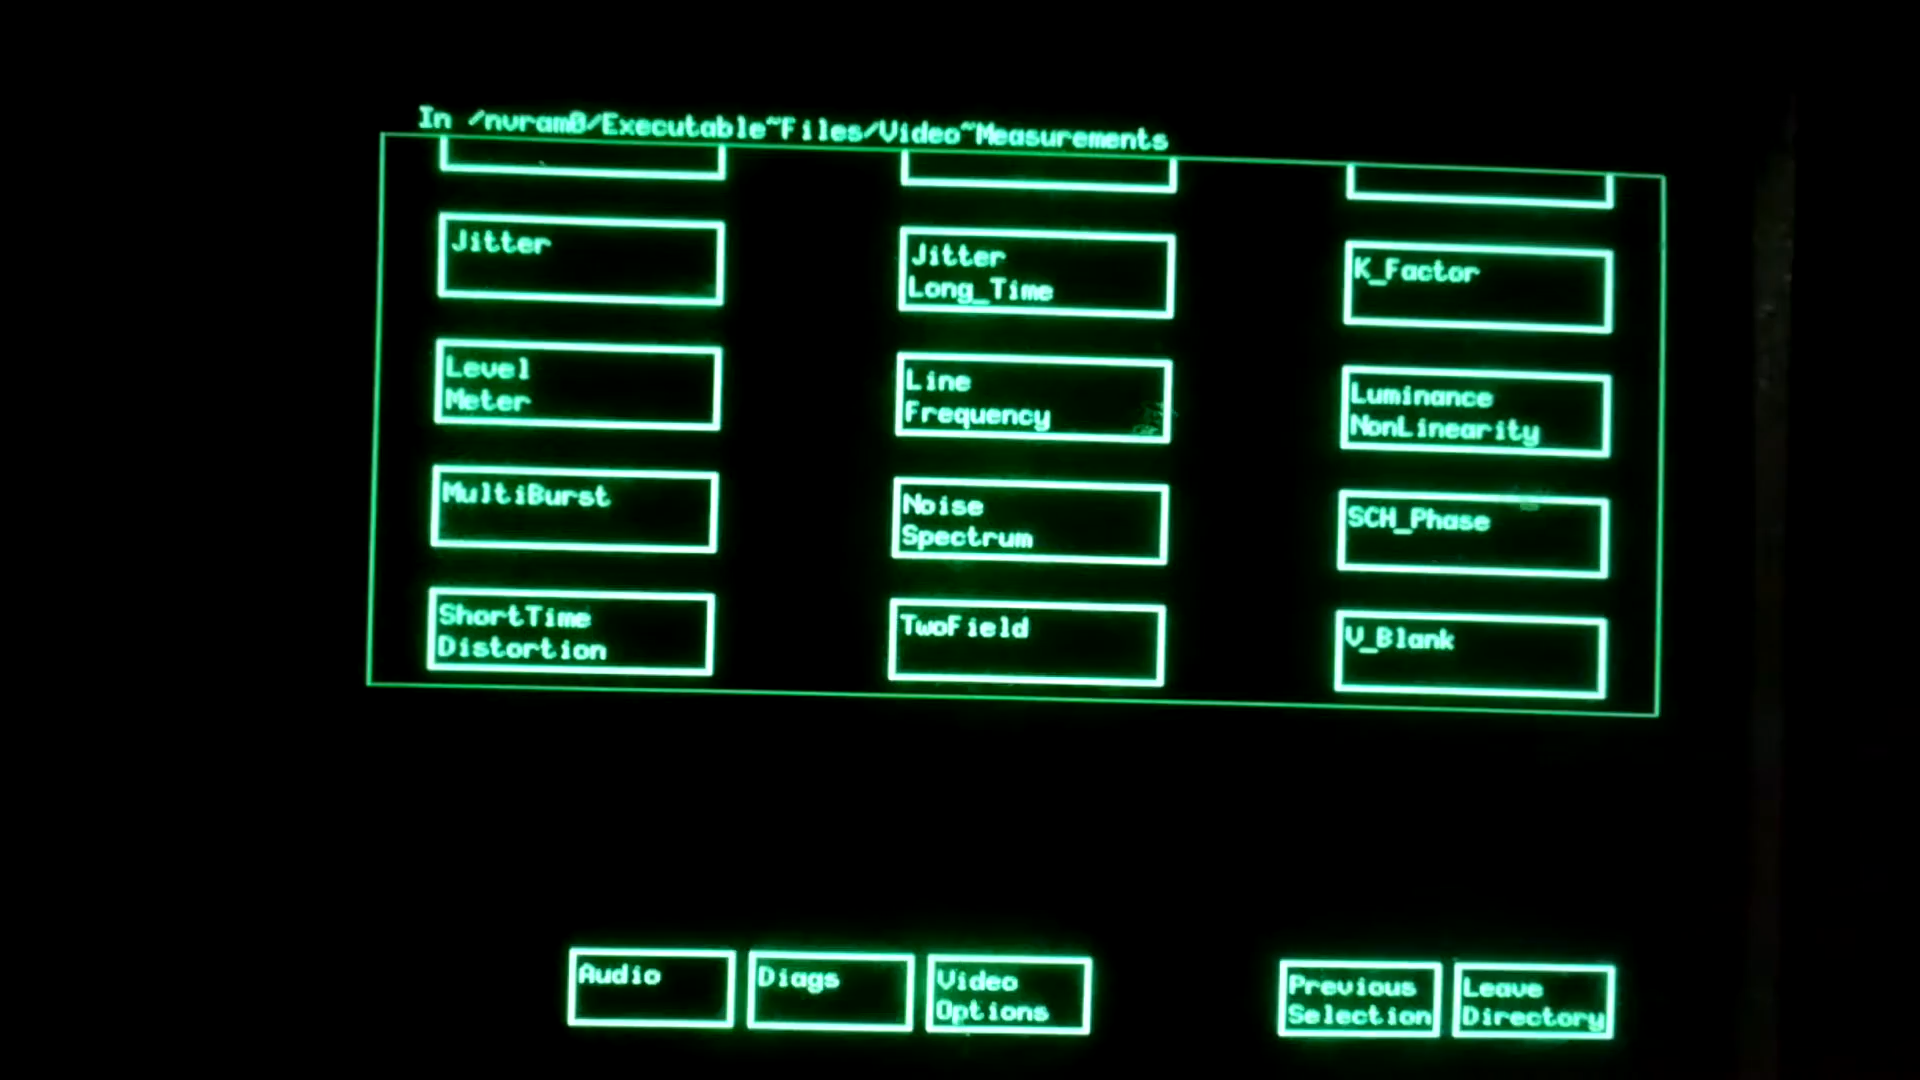 In /nvram0/Executable~Files/Video~Measurements
Jitter
Jitter
Long_Time
K_Factor
Level
Meter
Line
Frequency
Luminance
NonLinearity
MultiBurst
Noise
Spectrum
SCH_Phase
ShortTime
Distortion
TwoField
V_Blank
Audio
Diags
Video
Options
Previous
Selection
Leave
Directory